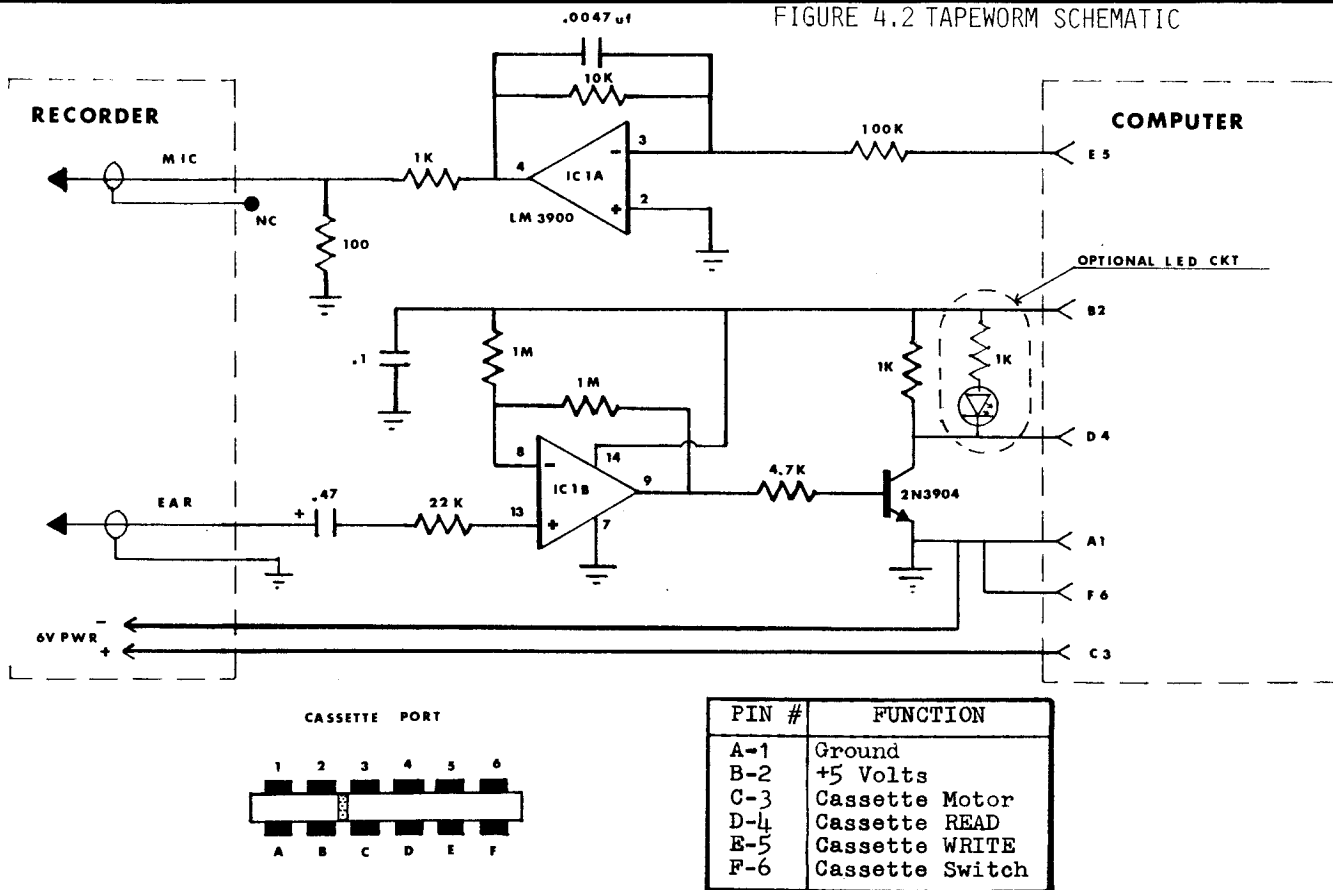 FIGURE 4.2 TAPEWORM SCHEMATIC
.0047 uf
10K
RECORDER
COMPUTER
MIC
1K
4
3
-
IC 1A
+
2
LM 3900
100K
E 5
NC
100
OPTIONAL LED CKT
B2
.1
1M
1M
1K
1K
D 4
8
-
14
IC 1B
9
13
+
7
4.7K
2N3904
EAR
+
.47
22K
A 1
F 6
6V PWR
-
+
C 3
CASSETTE PORT
1 2 3 4 5 6
A B C D E F
PIN # FUNCTION
A-1 Ground
B-2 +5 Volts
C-3 Cassette Motor
D-4 Cassette READ
E-5 Cassette WRITE
F-6 Cassette Switch